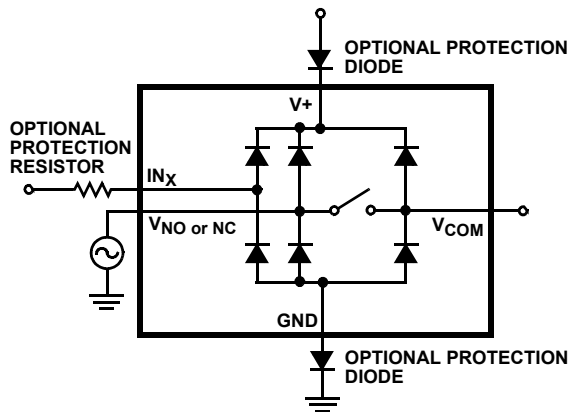 OPTIONAL PROTECTION
DIODE
V+
OPTIONAL
PROTECTION
RESISTOR
INX
VNO or NC
VCOM
GND
OPTIONAL PROTECTION
DIODE